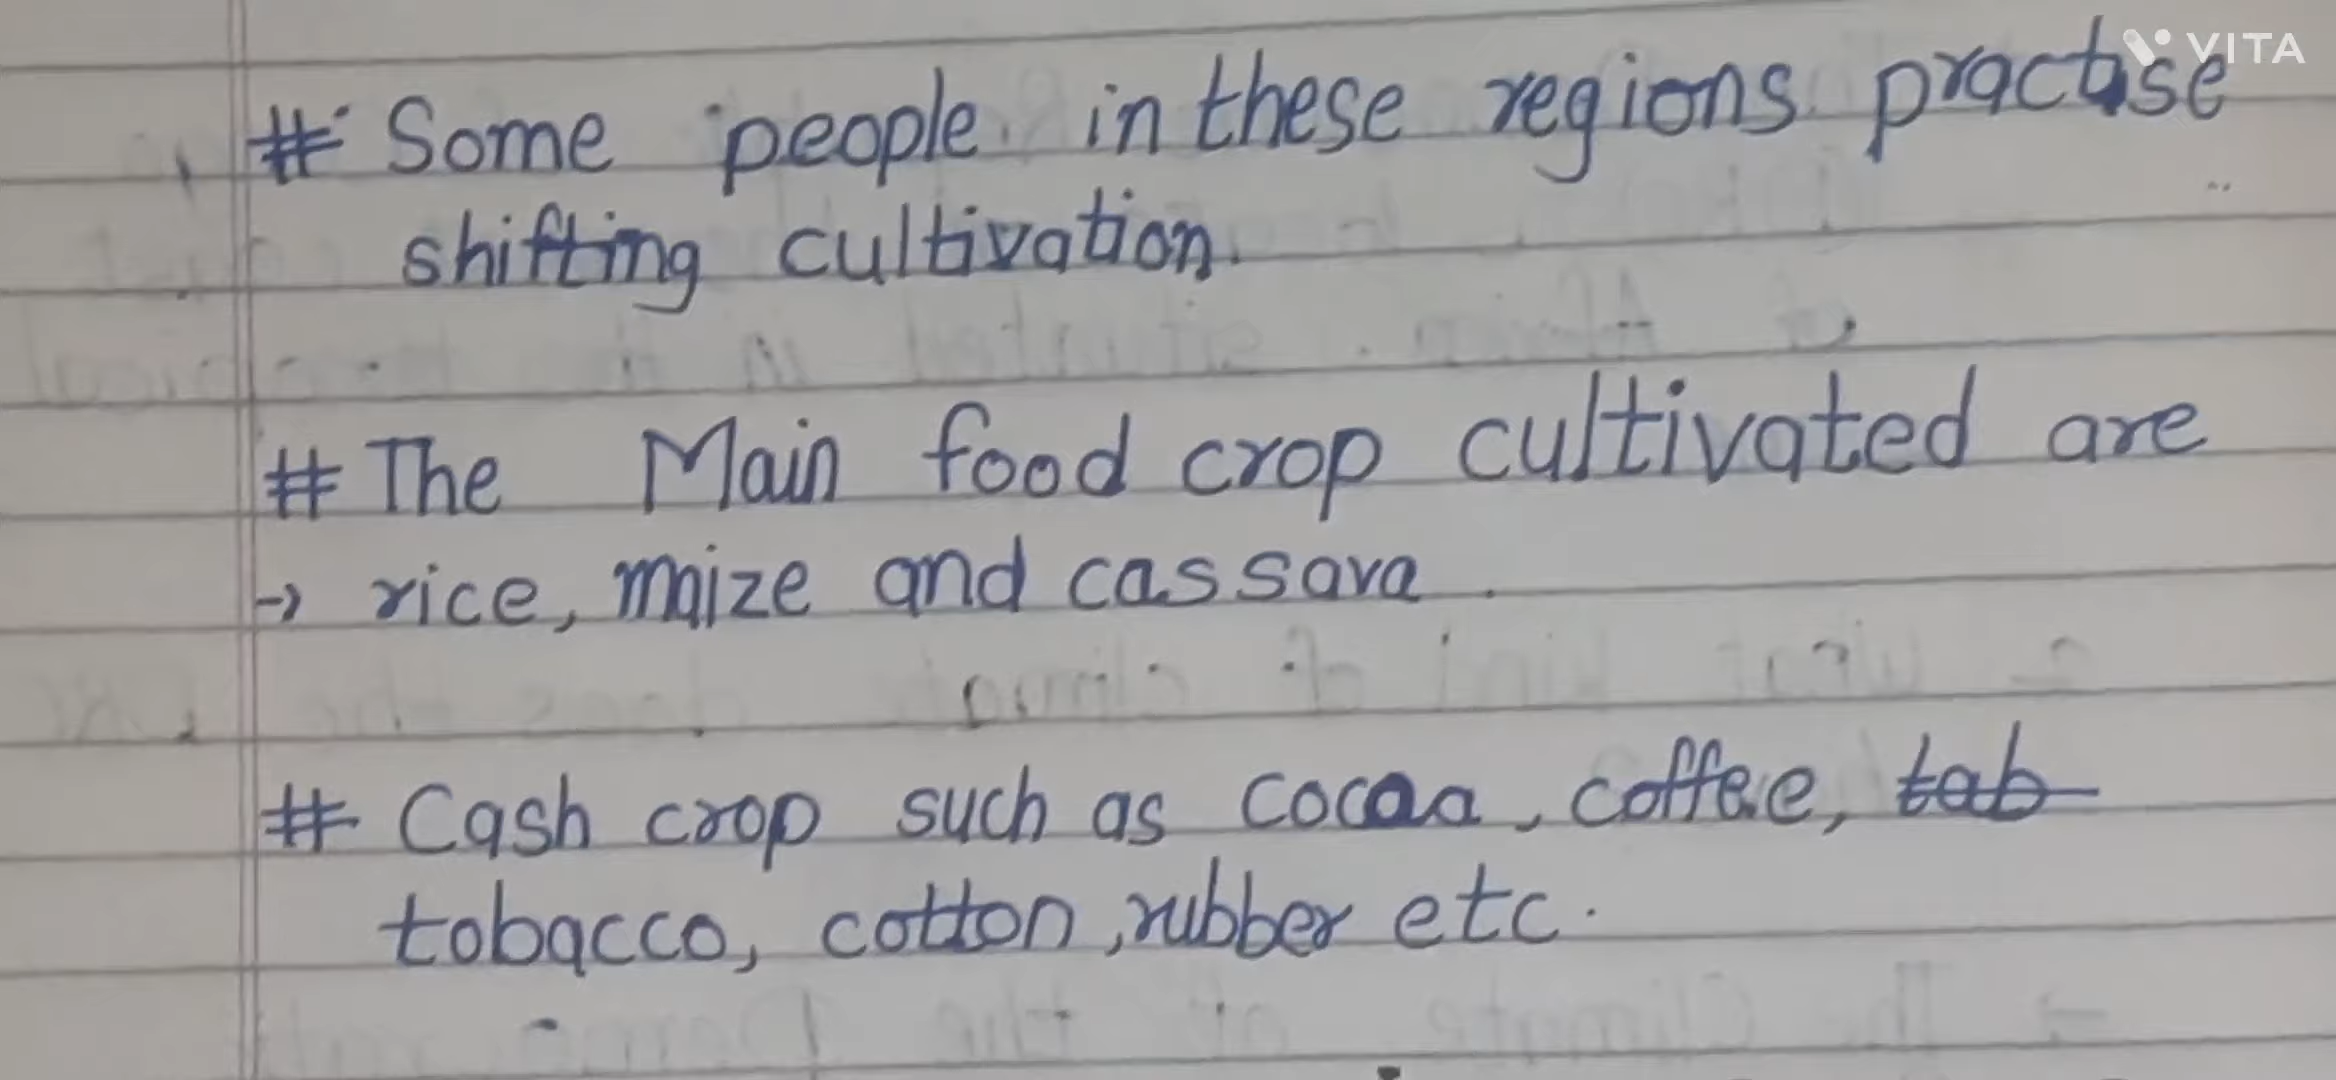 VITA
# Some people in these regions practise
shifting cultivation.
# The Main food crop cultivated are
→ rice, maize and cassava.
# Cash crop such as cocoa, coffee, tab
tobacco, cotton, rubber etc.